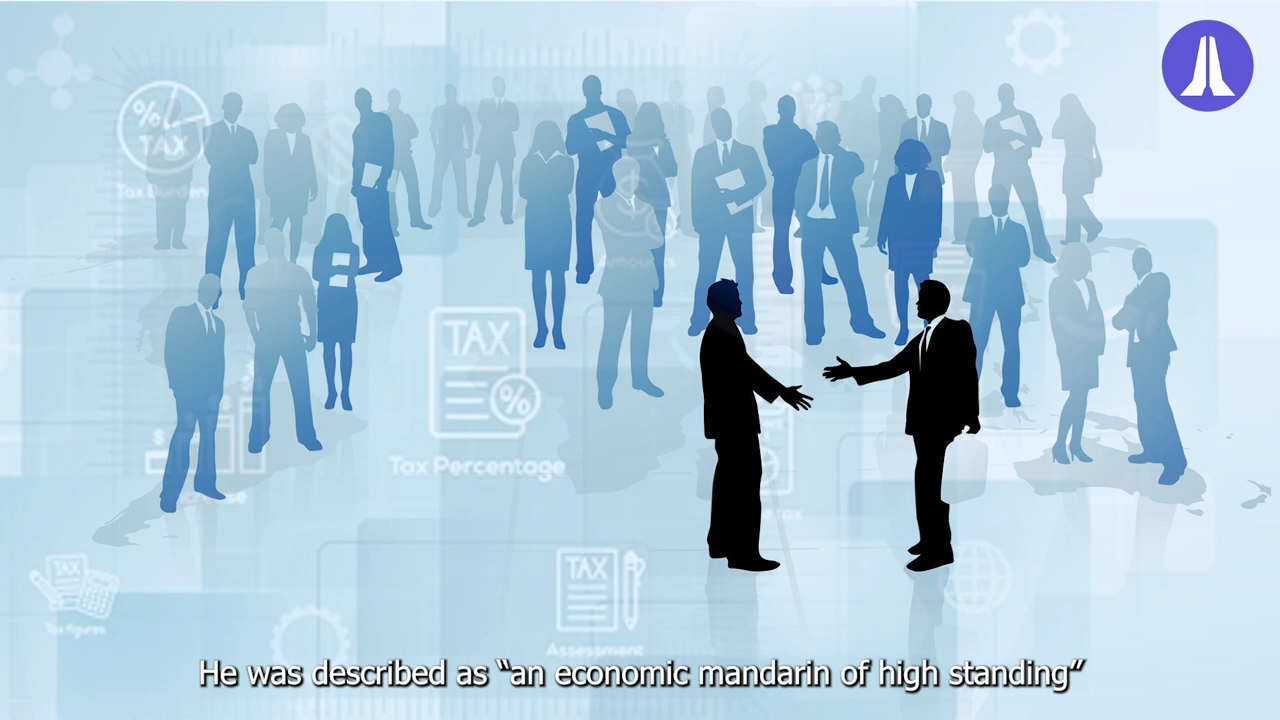 %
TAX
Tax Burden
Amounts
TAX
%
Tax Percentage
$
TAX
Tax figures
TAX
Assessment
He was described as “an economic mandarin of high standing”